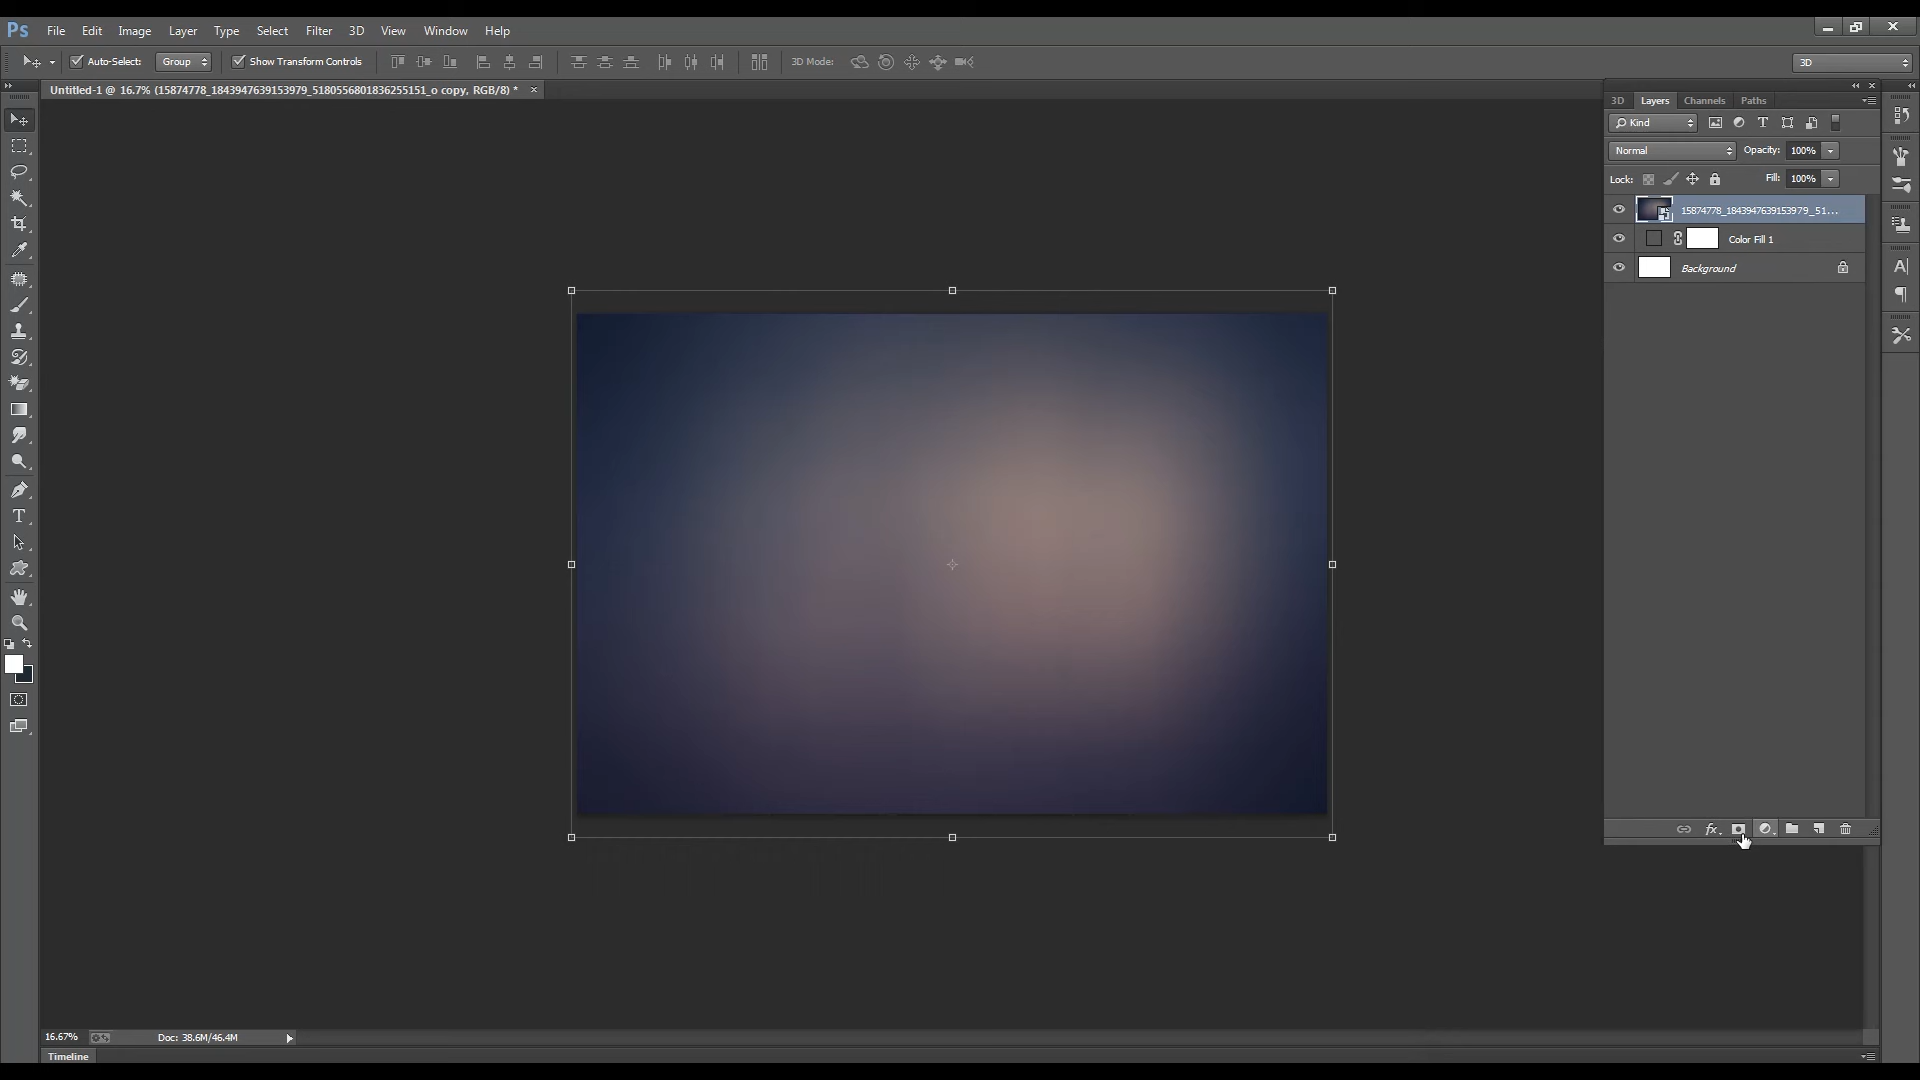 Ps File Edit Image Layer Type Select Filter 3D View Window Help
Auto-Select: Group Show Transform Controls 3D Mode: 3D
Untitled-1 @ 16.7% (15874778_1843947639153979_5180556801836255151_o copy, RGB/8) *
3D Layers Channels Paths
Kind
Normal Opacity: 100%
Lock: Fill: 100%
15874778_1843947639153979_51...
Color Fill 1
Background
fx
16.67% Doc: 38.6M/46.4M
Timeline